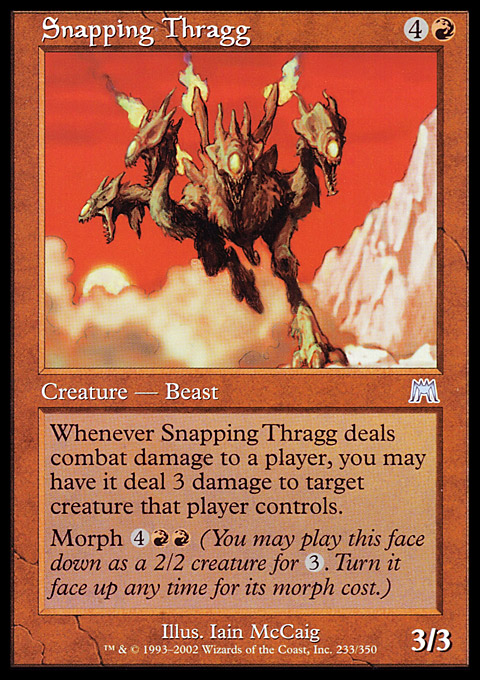 Snapping Thragg 4
Creature — Beast
Whenever Snapping Thragg deals
combat damage to a player, you may
have it deal 3 damage to target
creature that player controls.
Morph 4 (You may play this face
down as a 2/2 creature for 3. Turn it
face up any time for its morph cost.)
Illus. Iain McCaig
™ & © 1993–2002 Wizards of the Coast, Inc. 233/350
3/3